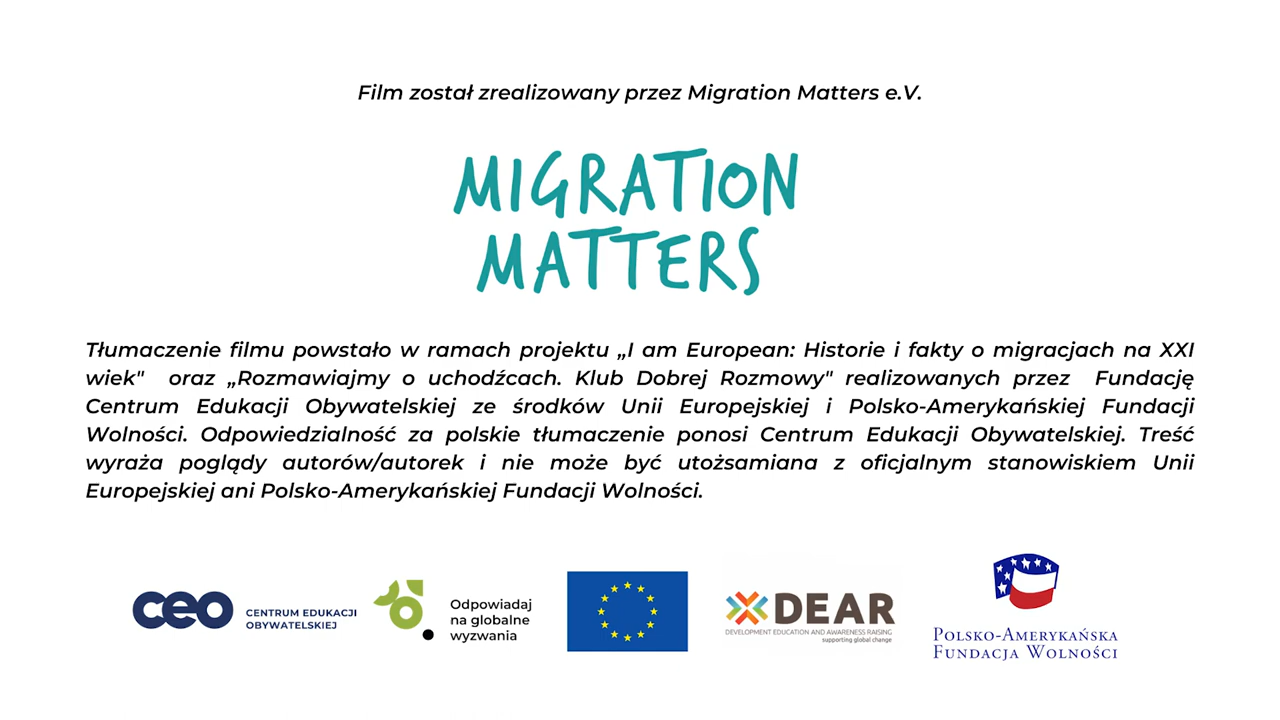 Film został zrealizowany przez Migration Matters e.V.
MIGRATION
MATTERS
Tłumaczenie filmu powstało w ramach projektu „I am European: Historie i fakty o migracjach na XXI
wiek" oraz „Rozmawiajmy o uchodźcach. Klub Dobrej Rozmowy" realizowanych przez Fundację
Centrum Edukacji Obywatelskiej ze środków Unii Europejskiej i Polsko-Amerykańskiej Fundacji
Wolności. Odpowiedzialność za polskie tłumaczenie ponosi Centrum Edukacji Obywatelskiej. Treść
wyraża poglądy autorów/autorek i nie może być utożsamiana z oficjalnym stanowiskiem Unii
Europejskiej ani Polsko-Amerykańskiej Fundacji Wolności.
ceo
CENTRUM EDUKACJI
OBYWATELSKIEJ
Odpowiadaj
na globalne
wyzwania
DEAR
DEVELOPMENT EDUCATION AND AWARENESS RAISING
supporting global change
POLSKO-AMERYKAŃSKA
FUNDACJA WOLNOŚCI